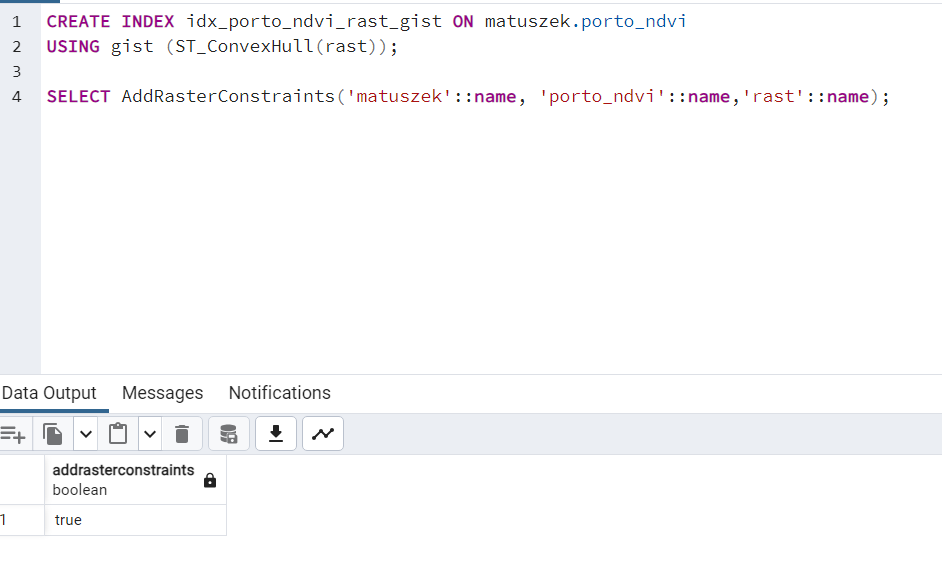 1 CREATE INDEX idx_porto_ndvi_rast_gist ON matuszek.porto_ndvi
2 USING gist (ST_ConvexHull(rast));
3
4 SELECT AddRasterConstraints('matuszek'::name, 'porto_ndvi'::name,'rast'::name);
Data Output Messages Notifications
addrasterconstraints
boolean
1 true